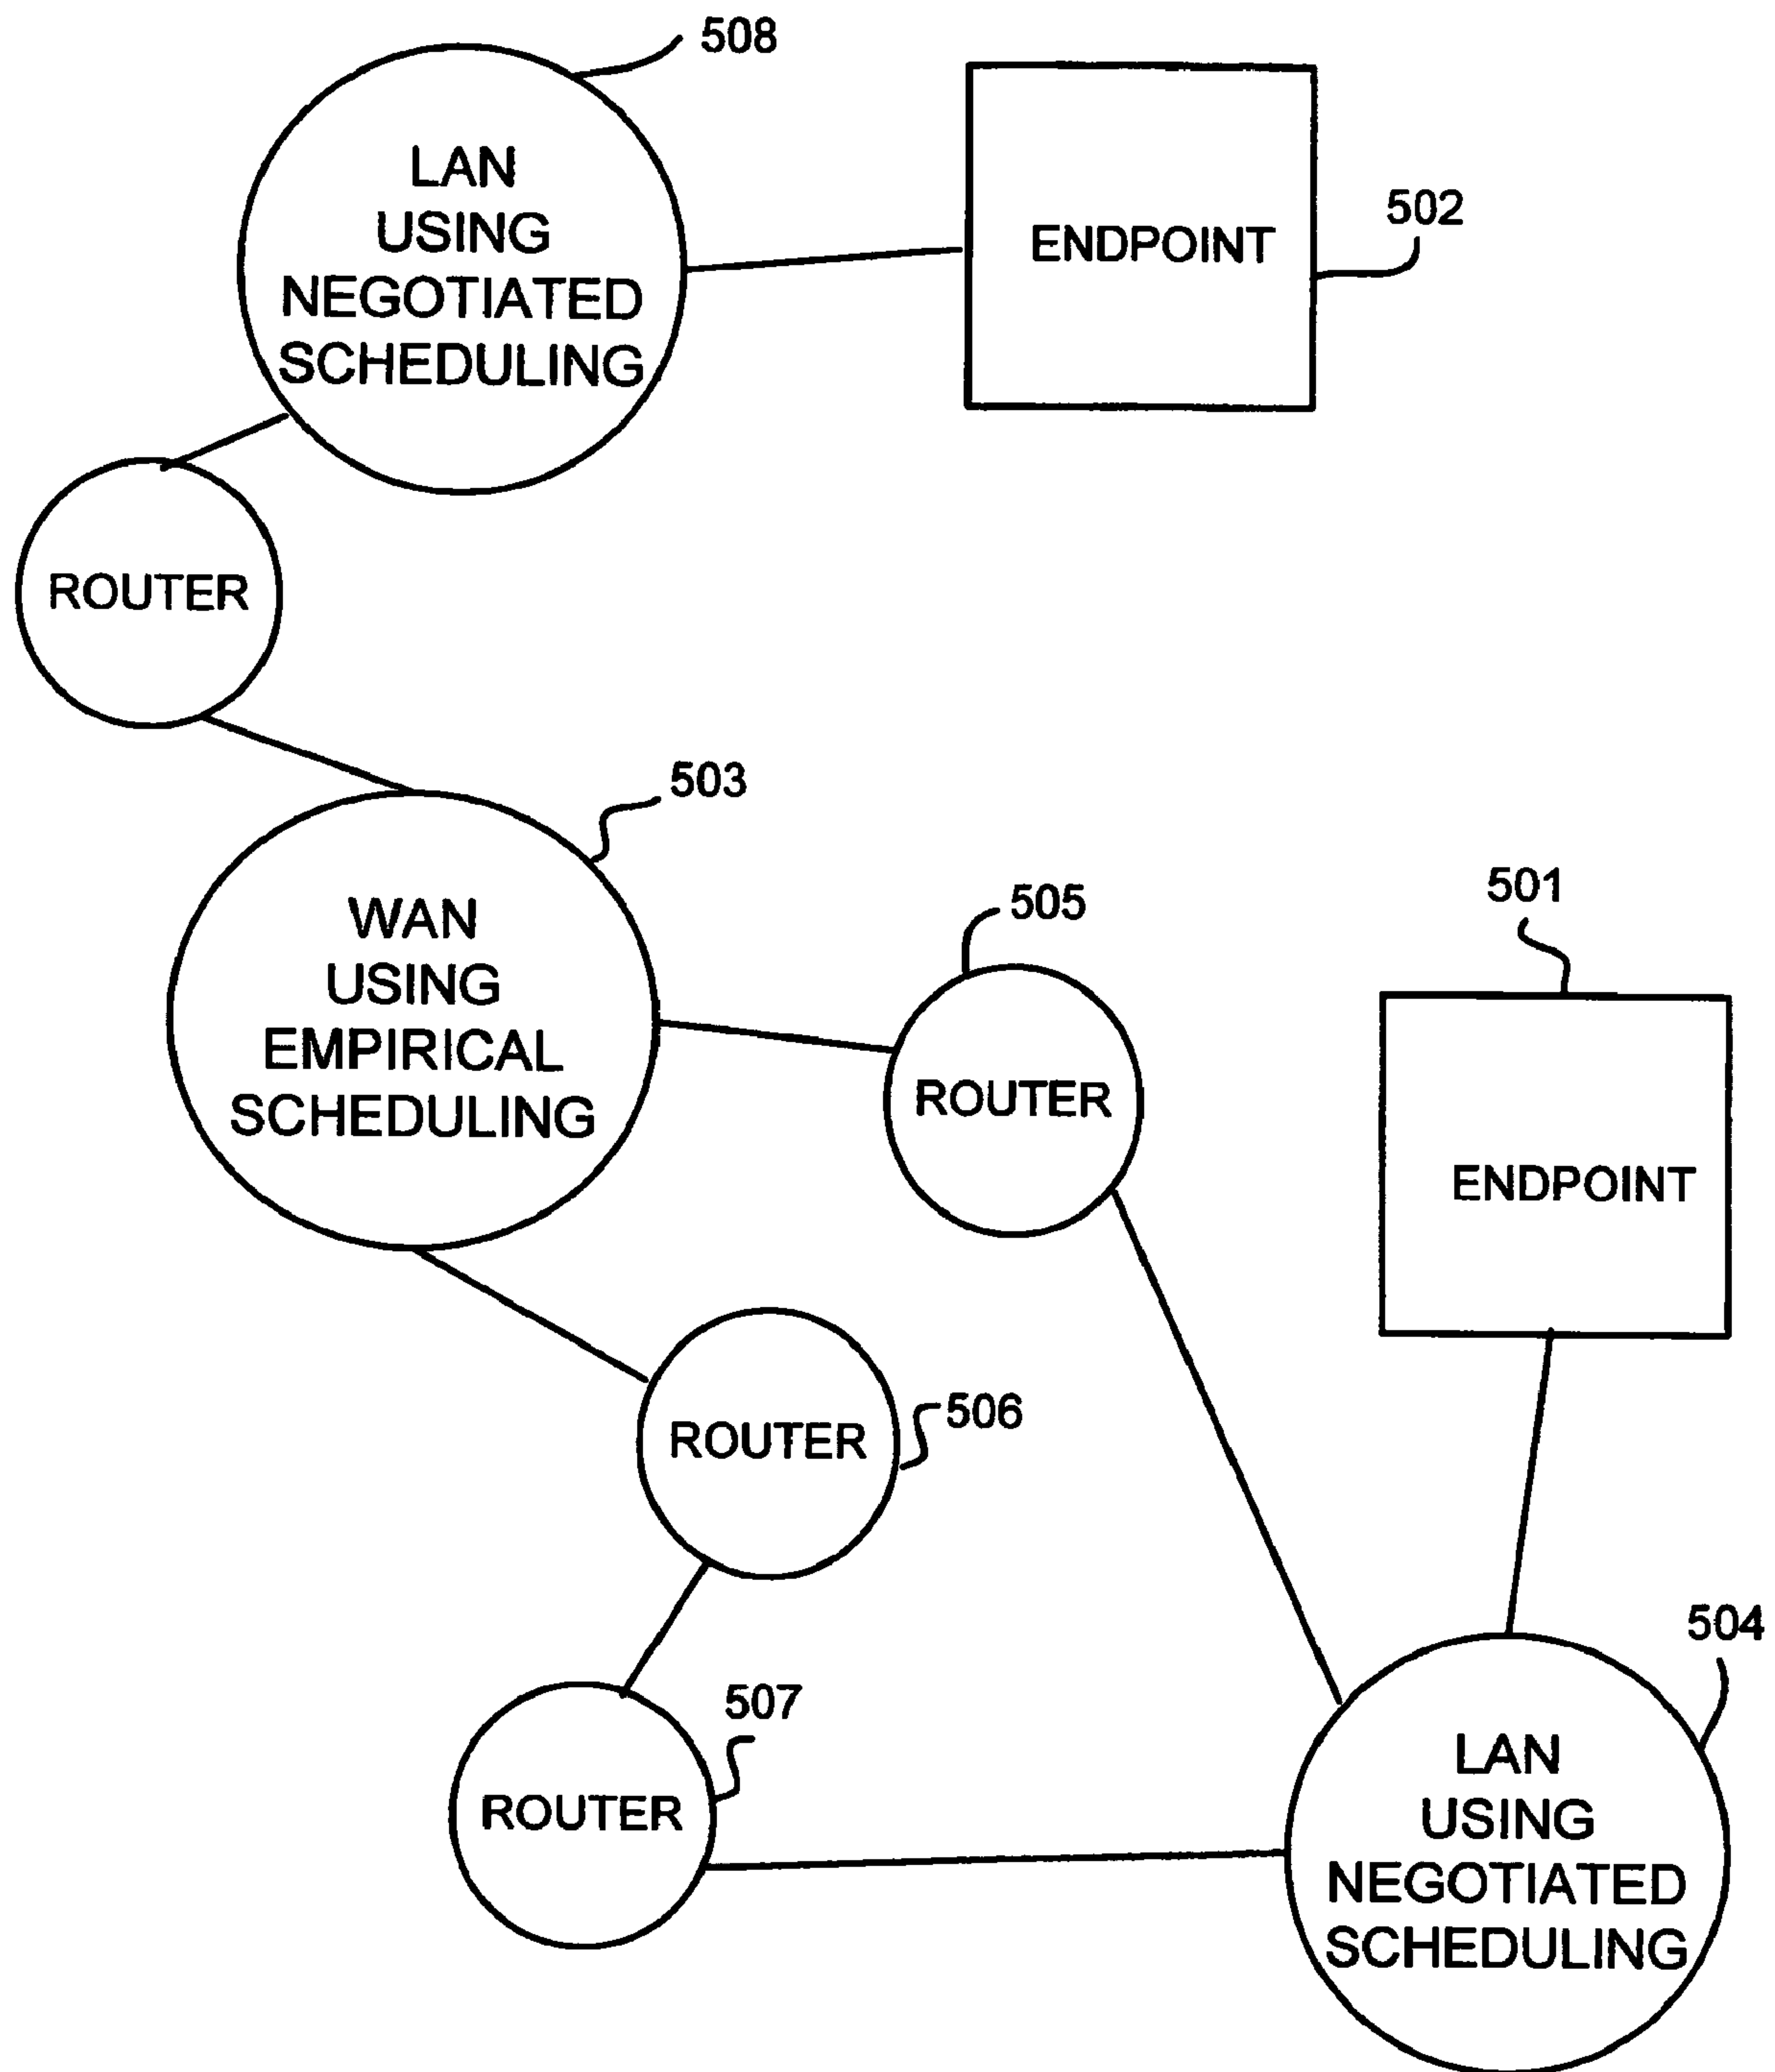 508
LAN
USING
NEGOTIATED
SCHEDULING
ENDPOINT
502
ROUTER
503
WAN
USING
EMPIRICAL
SCHEDULING
505
ROUTER
501
ENDPOINT
ROUTER
506
507
ROUTER
504
LAN
USING
NEGOTIATED
SCHEDULING